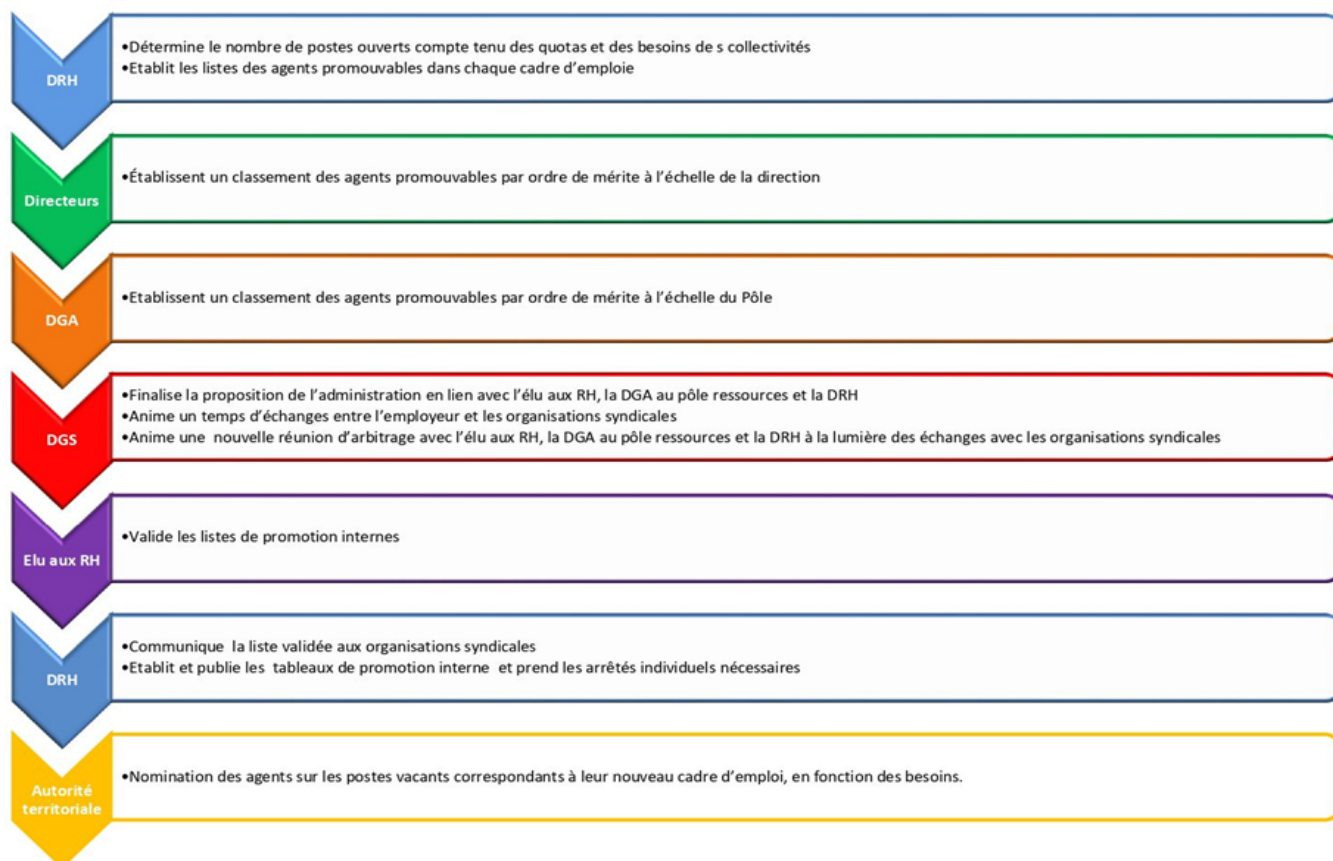 DRH
•Détermine le nombre de postes ouverts compte tenu des quotas et des besoins de s collectivités
•Etablit les listes des agents promouvables dans chaque cadre d'emploie
Directeurs
•Établissent un classement des agents promouvables par ordre de mérite à l'échelle de la direction
DGA
•Etablissent un classement des agents promouvables par ordre de mérite à l'échelle du Pôle
DGS
•Finalise la proposition de l'administration en lien avec l'élu aux RH, la DGA au pôle ressources et la DRH
•Anime un temps d'échanges entre l'employeur et les organisations syndicales
•Anime une nouvelle réunion d'arbitrage avec l'élu aux RH, la DGA au pôle ressources et la DRH à la lumière des échanges avec les organisations syndicales
Elu aux RH
•Valide les listes de promotion internes
DRH
•Communique la liste validée aux organisations syndicales
•Etablit et publie les tableaux de promotion interne et prend les arrêtés individuels nécessaires
Autorité
territoriale
•Nomination des agents sur les postes vacants correspondants à leur nouveau cadre d'emploi, en fonction des besoins.